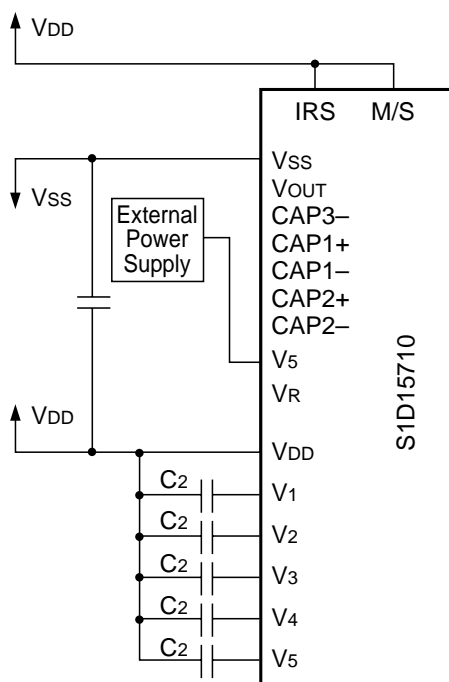 VDD
IRS M/S
VSS
VSS
VOUT
External
Power
Supply
CAP3–
CAP1+
CAP1–
CAP2+
CAP2–
V5
VR
S1D15710
VDD
VDD
C2
V1
C2
V2
C2
V3
C2
V4
C2
V5